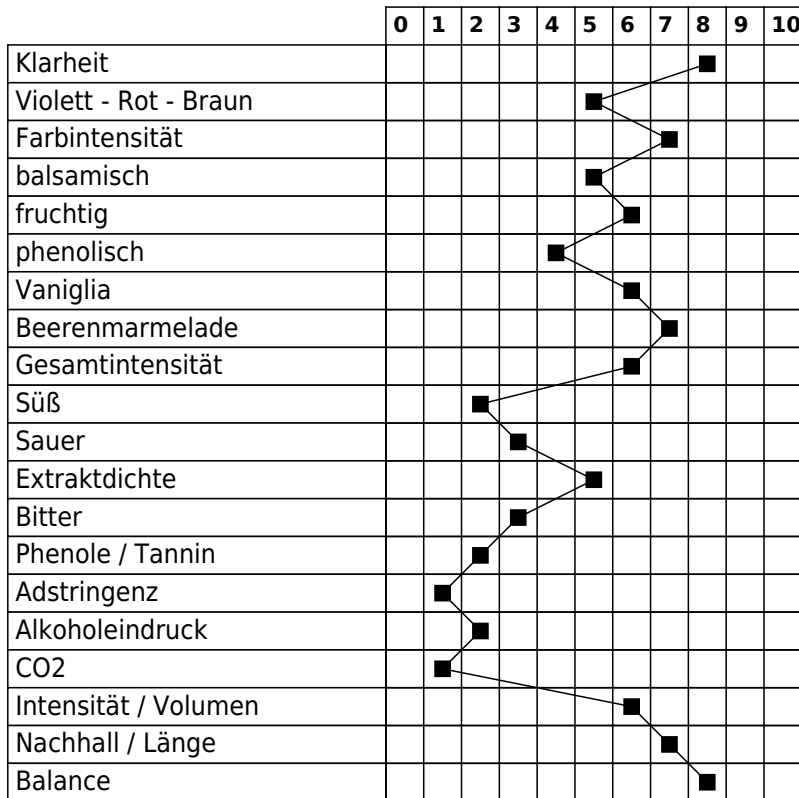 0 1 2 3 4 5 6 7 8 9 10
Klarheit
Violett - Rot - Braun
Farbintensität
balsamisch
fruchtig
phenolisch
Vaniglia
Beerenmarmelade
Gesamtintensität
Süß
Sauer
Extraktdichte
Bitter
Phenole / Tannin
Adstringenz
Alkoholeindruck
CO2
Intensität / Volumen
Nachhall / Länge
Balance